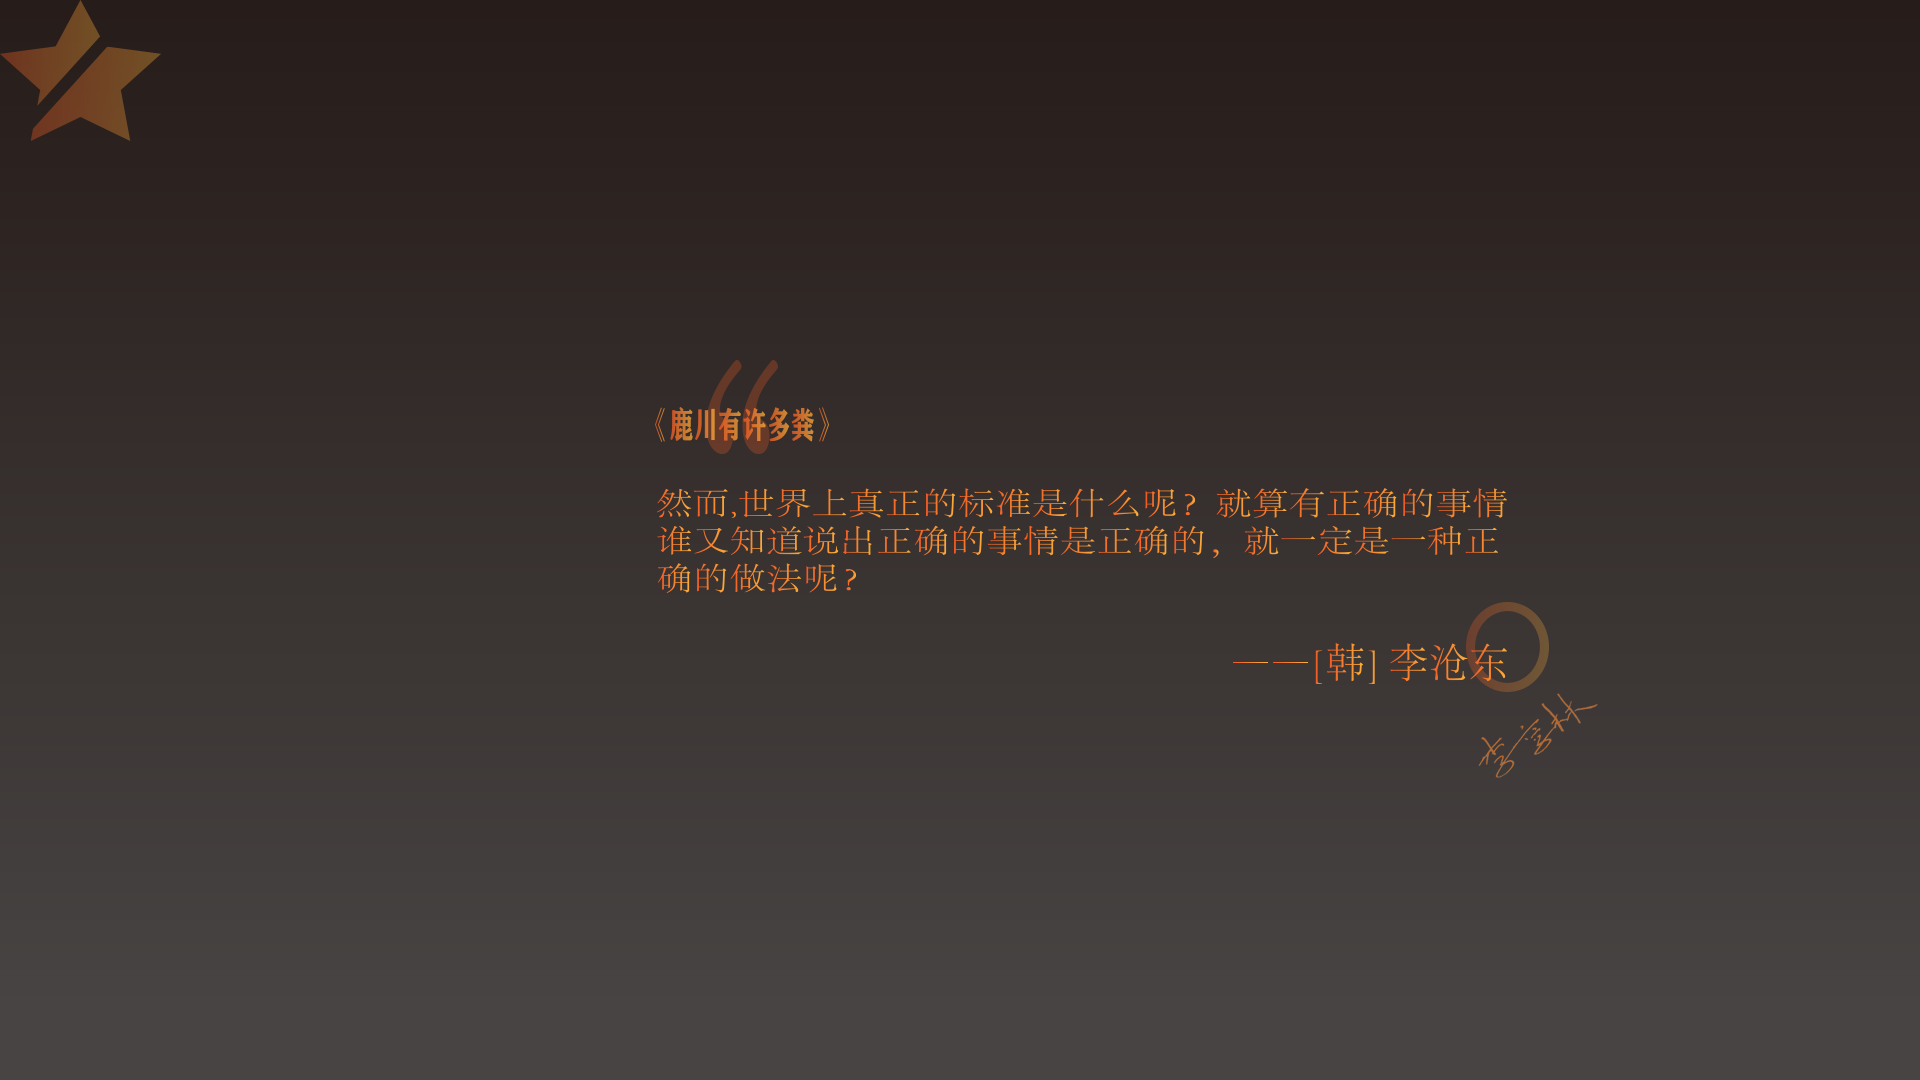 《鹿川有许多粪》
然而,世界上真正的标准是什么呢？就算有正确的事情
谁又知道说出正确的事情是正确的，就一定是一种正
确的做法呢？
——[韩] 李沧东